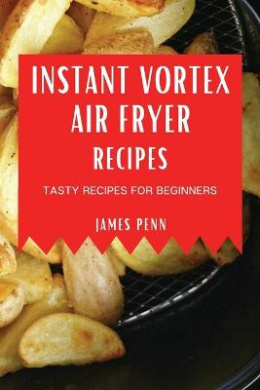 INSTANT VORTEX
AIR FRYER
RECIPES
TASTY RECIPES FOR BEGINNERS
JAMES PENN